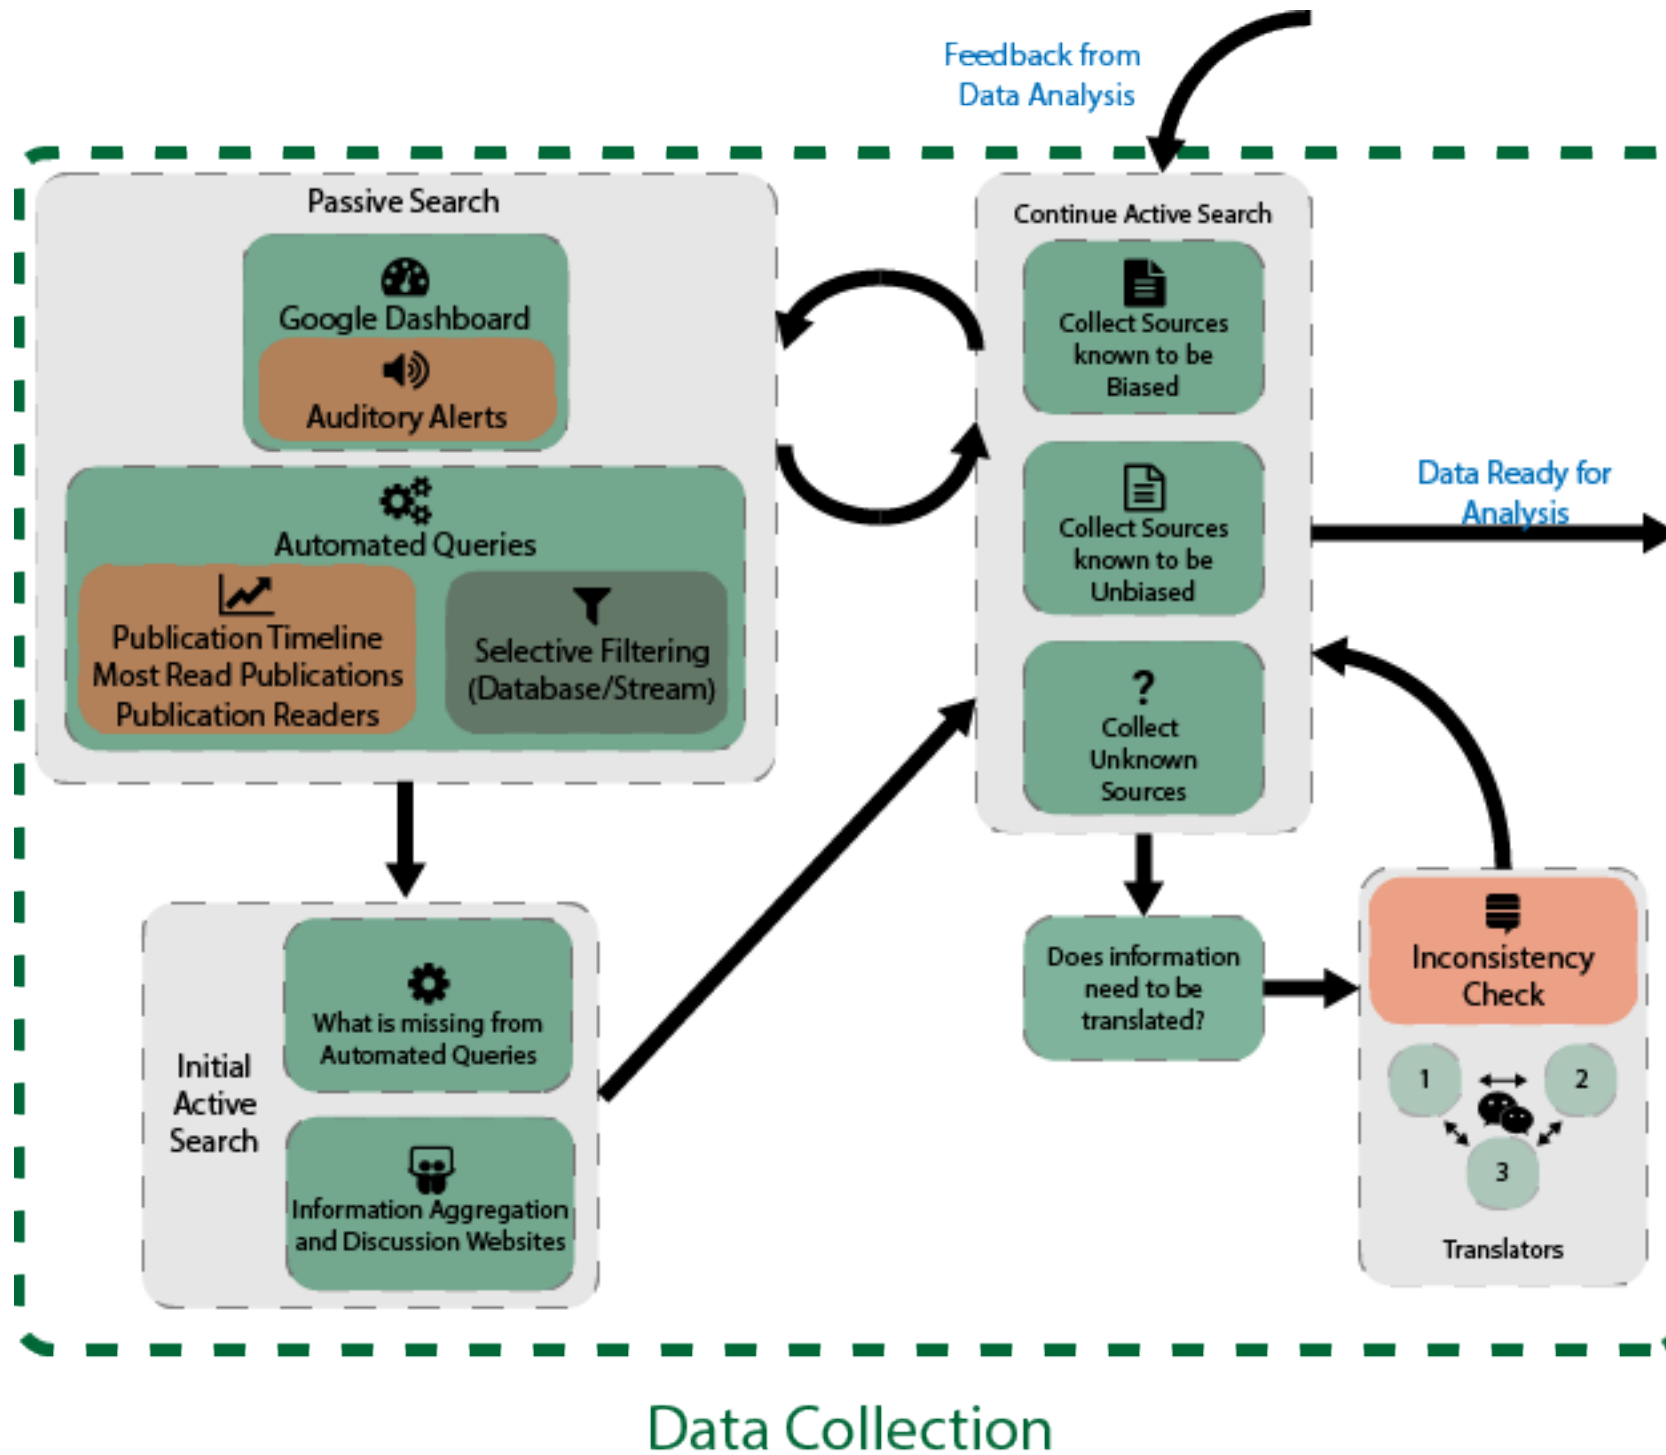 Feedback from
Data Analysis
Passive Search
Google Dashboard
Auditory Alerts
Automated Queries
Publication Timeline
Most Read Publications
Publication Readers
Selective Filtering
(Database/Stream)
Continue Active Search
Collect Sources
known to be
Biased
Collect Sources
known to be
Unbiased
?
Collect
Unknown
Sources
Data Ready for
Analysis
Initial
Active
Search
What is missing from
Automated Queries
Information Aggregation
and Discussion Websites
Does information
need to be
translated?
Inconsistency
Check
1
2
3
Translators
Data Collection